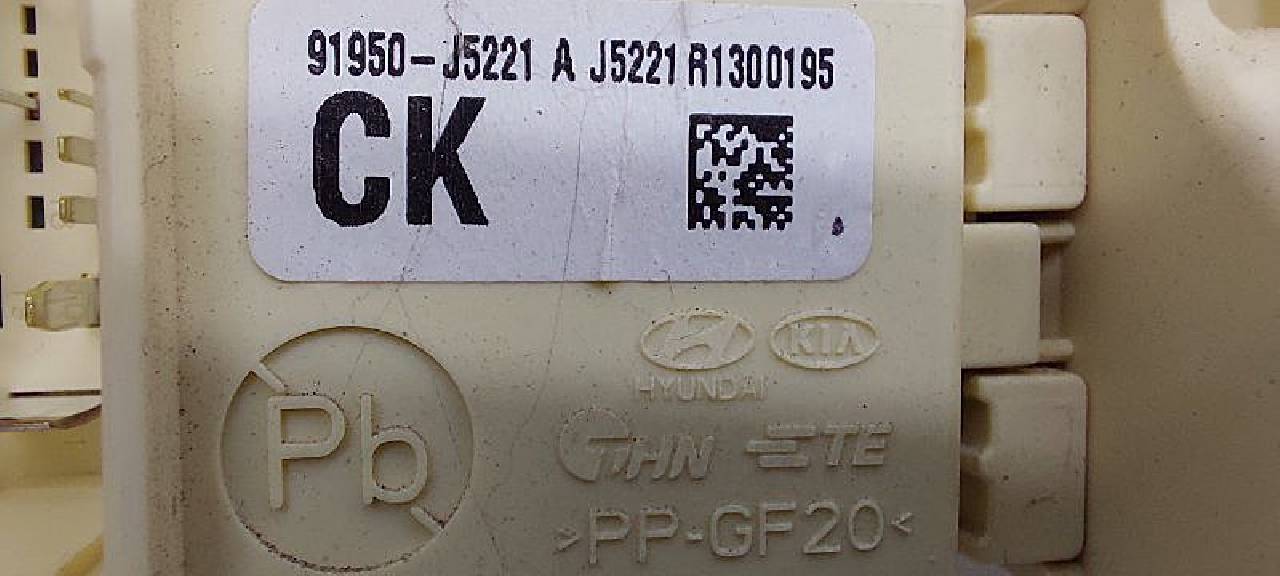 91950-J5221 A J5221 R1300195
CK
HYUNDAI KIA
Pb
THN TE
>PP-GF20<